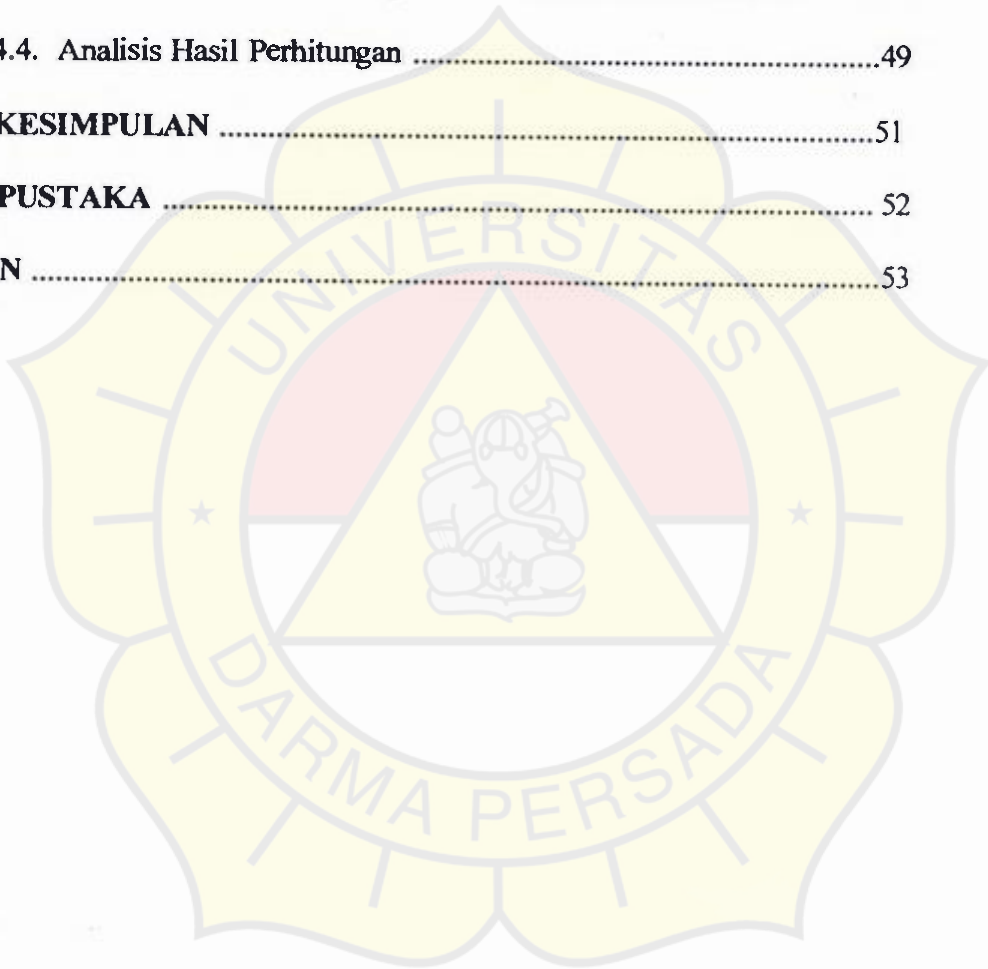 4.4. Analisis Hasil Perhitungan ........................ 49
KESIMPULAN ........................ 51
PUSTAKA ........................ 52
N ........................ 53
UNIVERSITAS
DARMA PERSADA